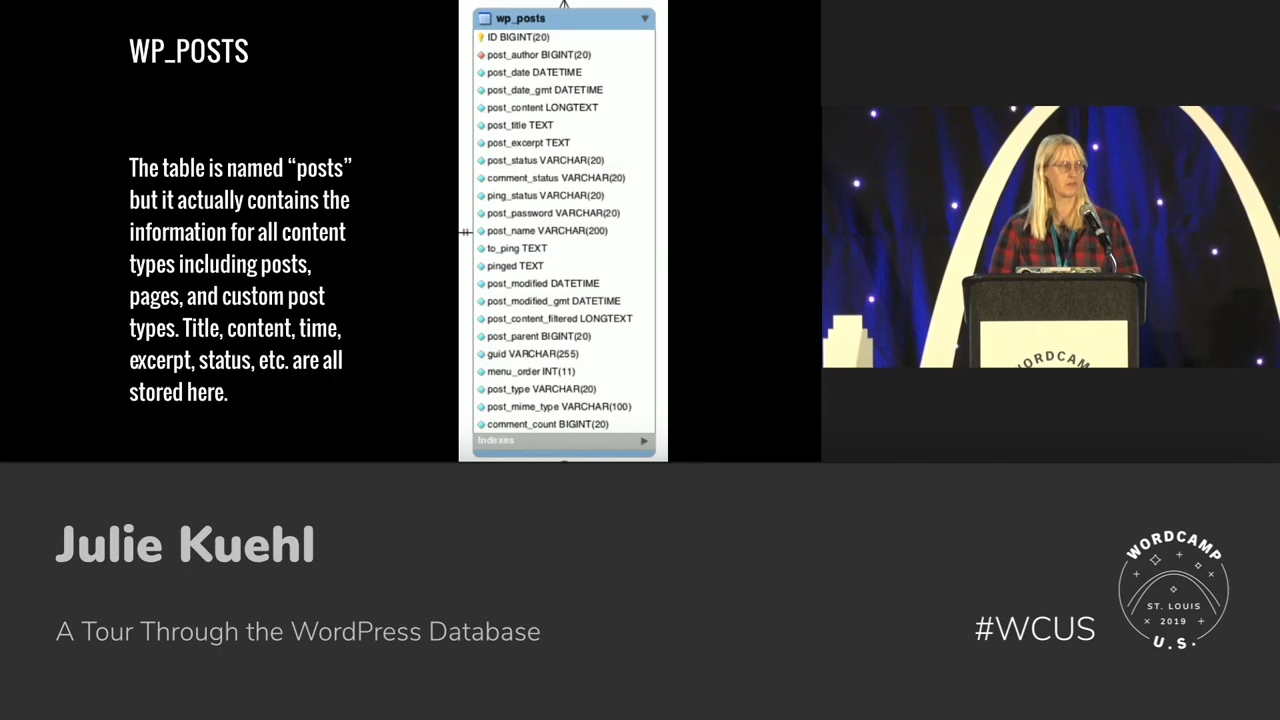 WP_POSTS
The table is named “posts”
but it actually contains the
information for all content
types including posts,
pages, and custom post
types. Title, content, time,
excerpt, status, etc. are all
stored here.
wp_posts
ID BIGINT(20)
post_author BIGINT(20)
post_date DATETIME
post_date_gmt DATETIME
post_content LONGTEXT
post_title TEXT
post_excerpt TEXT
post_status VARCHAR(20)
comment_status VARCHAR(20)
ping_status VARCHAR(20)
post_password VARCHAR(20)
post_name VARCHAR(200)
to_ping TEXT
pinged TEXT
post_modified DATETIME
post_modified_gmt DATETIME
post_content_filtered LONGTEXT
post_parent BIGINT(20)
guid VARCHAR(255)
menu_order INT(11)
post_type VARCHAR(20)
post_mime_type VARCHAR(100)
comment_count BIGINT(20)
Indexes
WORDCAMP
Julie Kuehl
A Tour Through the WordPress Database
#WCUS
WORDCAMP
ST. LOUIS
2019
U.S.